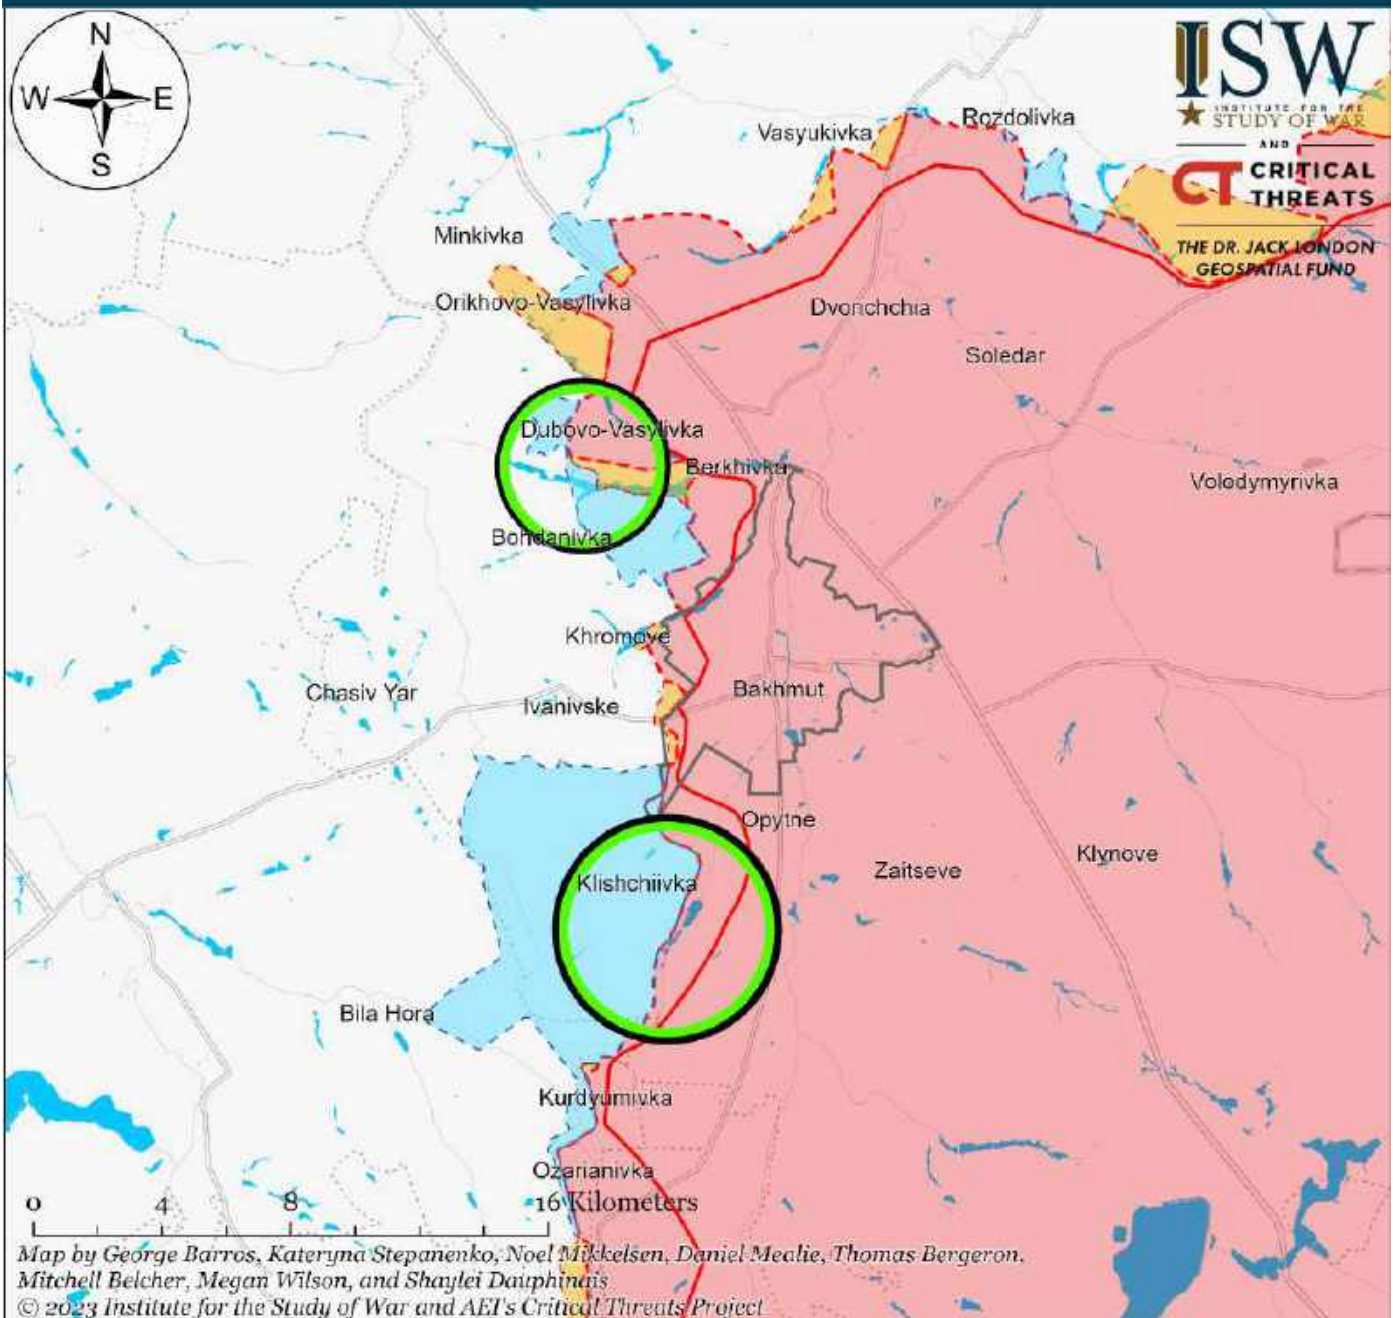 N
W
E
S
ISW
INSTITUTE FOR THE
STUDY OF WAR
AND
CT CRITICAL
THREATS
THE DR. JACK LONDON
GEOSPATIAL FUND
Rozdolivka
Vasyukivka
Minkivka
Orikhovo-Vasylivka
Dvonchchia
Soledar
Dubovo-Vasylivka
Berkhivka
Volodymyrivka
Bohdanivka
Khromove
Chasiv Yar
Ivanivske
Bakhmut
Opytne
Klynove
Zaitseve
Klishchiivka
Bila Hora
Kurdyumivka
Ozarianivka
0 4 8 16 Kilometers
Map by George Barros, Kateryna Stepanenko, Noel Mikkelsen, Daniel Mealie, Thomas Bergeron,
Mitchell Belcher, Megan Wilson, and Shaylei Dauphinais
© 2023 Institute for the Study of War and AEI's Critical Threats Project